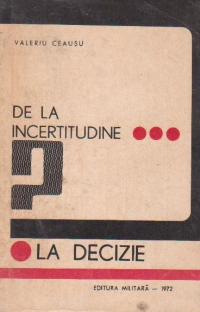 VALERIU CEAUȘU
DE LA
INCERTITUDINE...
?
LA DECIZIE
EDITURA MILITARĂ — 1972